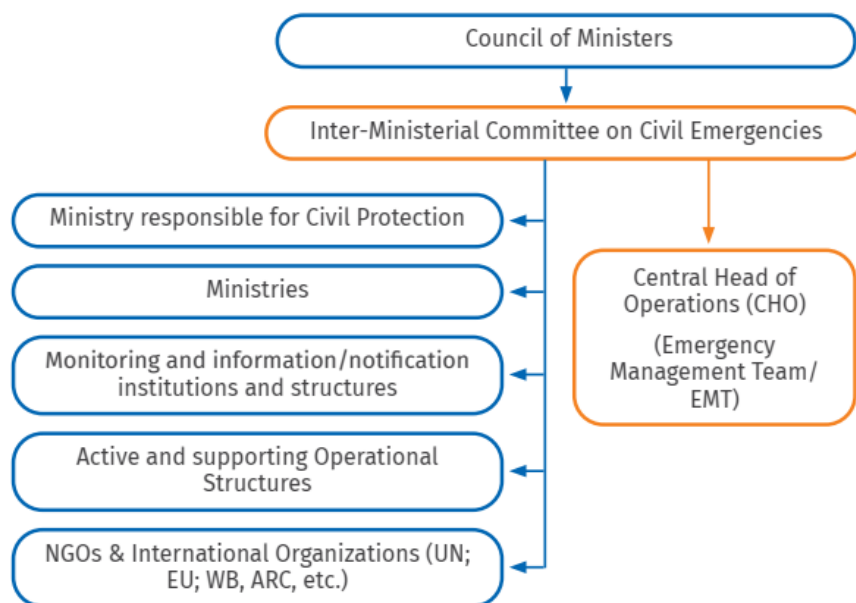 Council of Ministers
Inter-Ministerial Committee on Civil Emergencies
Ministry responsible for Civil Protection
Ministries
Monitoring and information/notification
institutions and structures
Active and supporting Operational
Structures
NGOs & International Organizations (UN;
EU; WB, ARC, etc.)
Central Head of
Operations (CHO)
(Emergency
Management Team/
EMT)